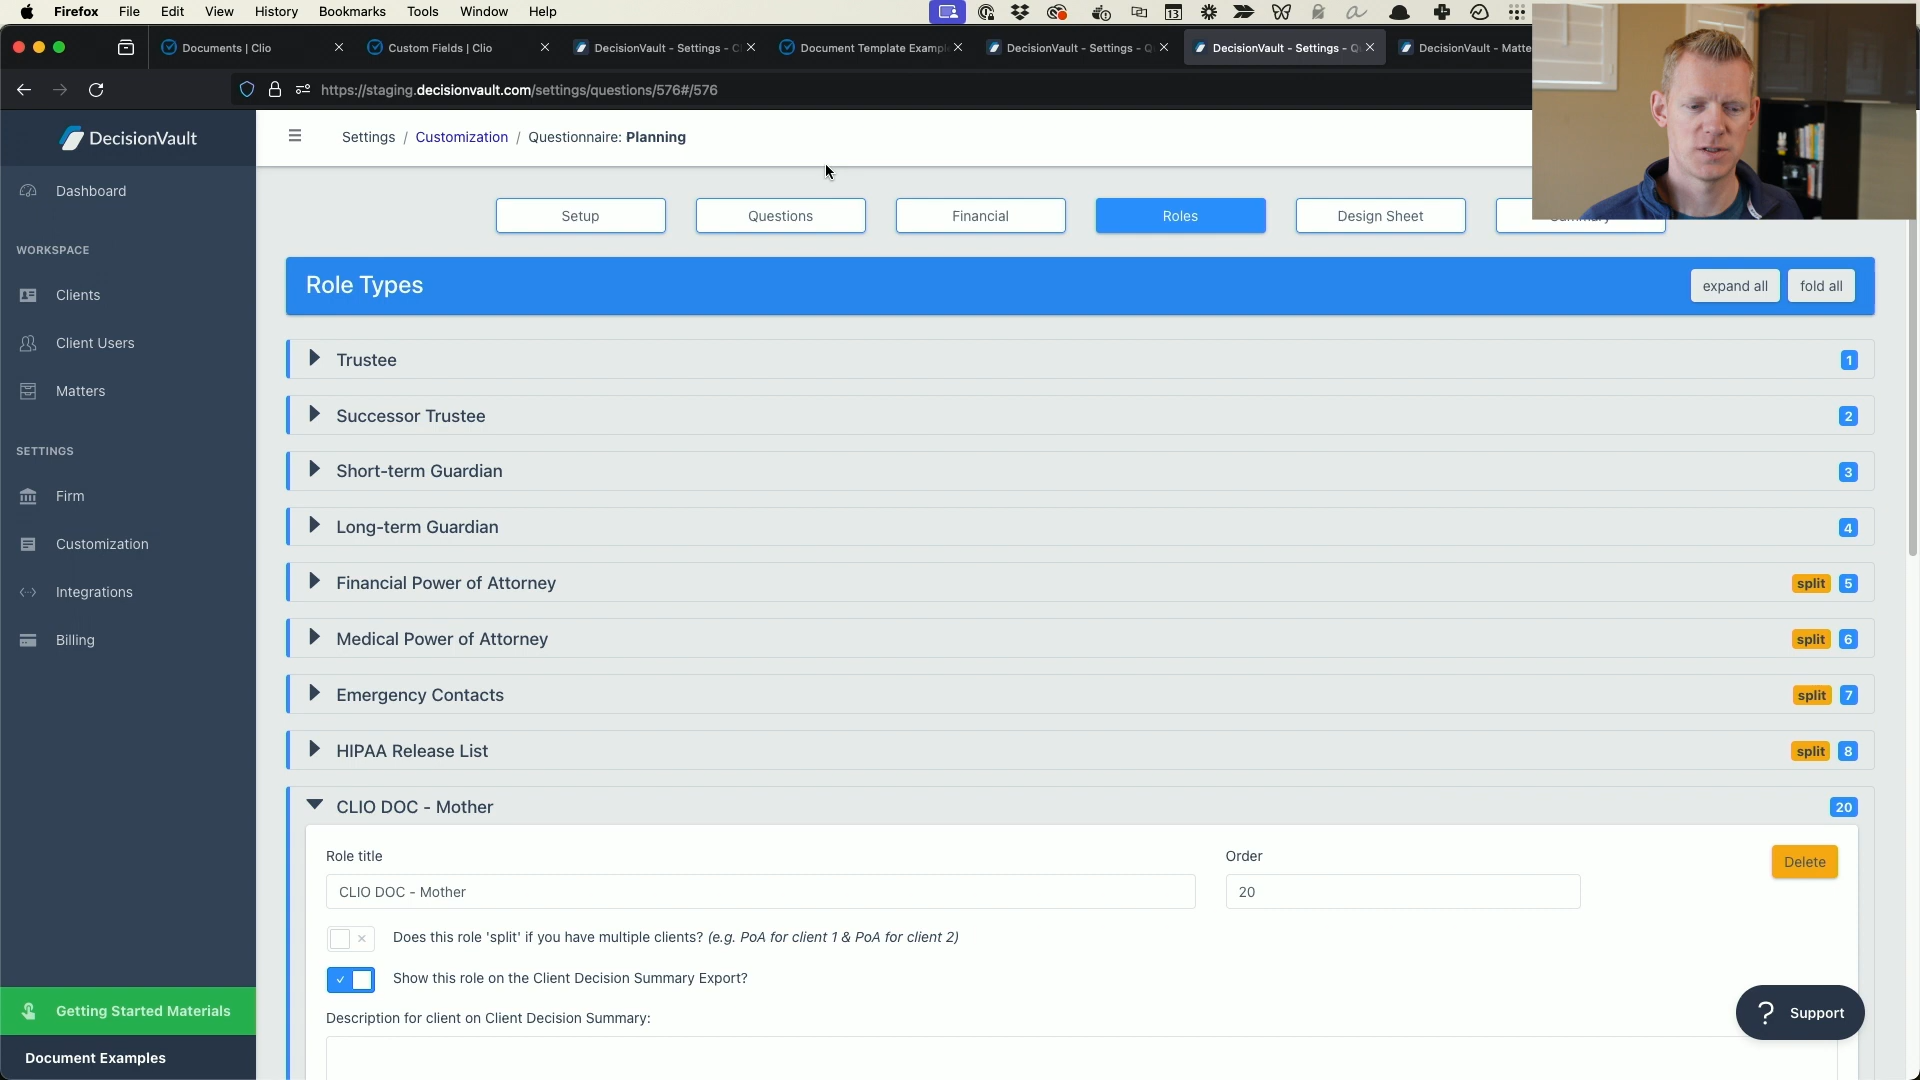 Firefox File Edit View History Bookmarks Tools Window Help
13
Documents | Clio
Custom Fields | Clio
DecisionVault - Settings - C
Document Template Exampl
DecisionVault - Settings - Q
DecisionVault - Settings - Q
DecisionVault - Matte
https://staging.decisionvault.com/settings/questions/576#/576
DecisionVault
Settings / Customization / Questionnaire: Planning
Dashboard
WORKSPACE
Clients
Client Users
Matters
SETTINGS
Firm
Customization
Integrations
Billing
Getting Started Materials
Document Examples
Setup
Questions
Financial
Roles
Design Sheet
Role Types
expand all
fold all
Trustee 1
Successor Trustee 2
Short-term Guardian 3
Long-term Guardian 4
Financial Power of Attorney split 5
Medical Power of Attorney split 6
Emergency Contacts split 7
HIPAA Release List split 8
CLIO DOC - Mother 20
Role title
CLIO DOC - Mother
Order
20
Delete
Does this role 'split' if you have multiple clients? (e.g. PoA for client 1 & PoA for client 2)
Show this role on the Client Decision Summary Export?
Description for client on Client Decision Summary:
? Support